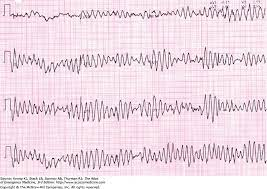 Source: Knoop KJ, Stack LB, Storrow AB, Thurman RJ: The Atlas
of Emergency Medicine, 3rd Edition: http://www.accessmedicine.com
Copyright © The McGraw-Hill Companies, Inc. All rights reserved.